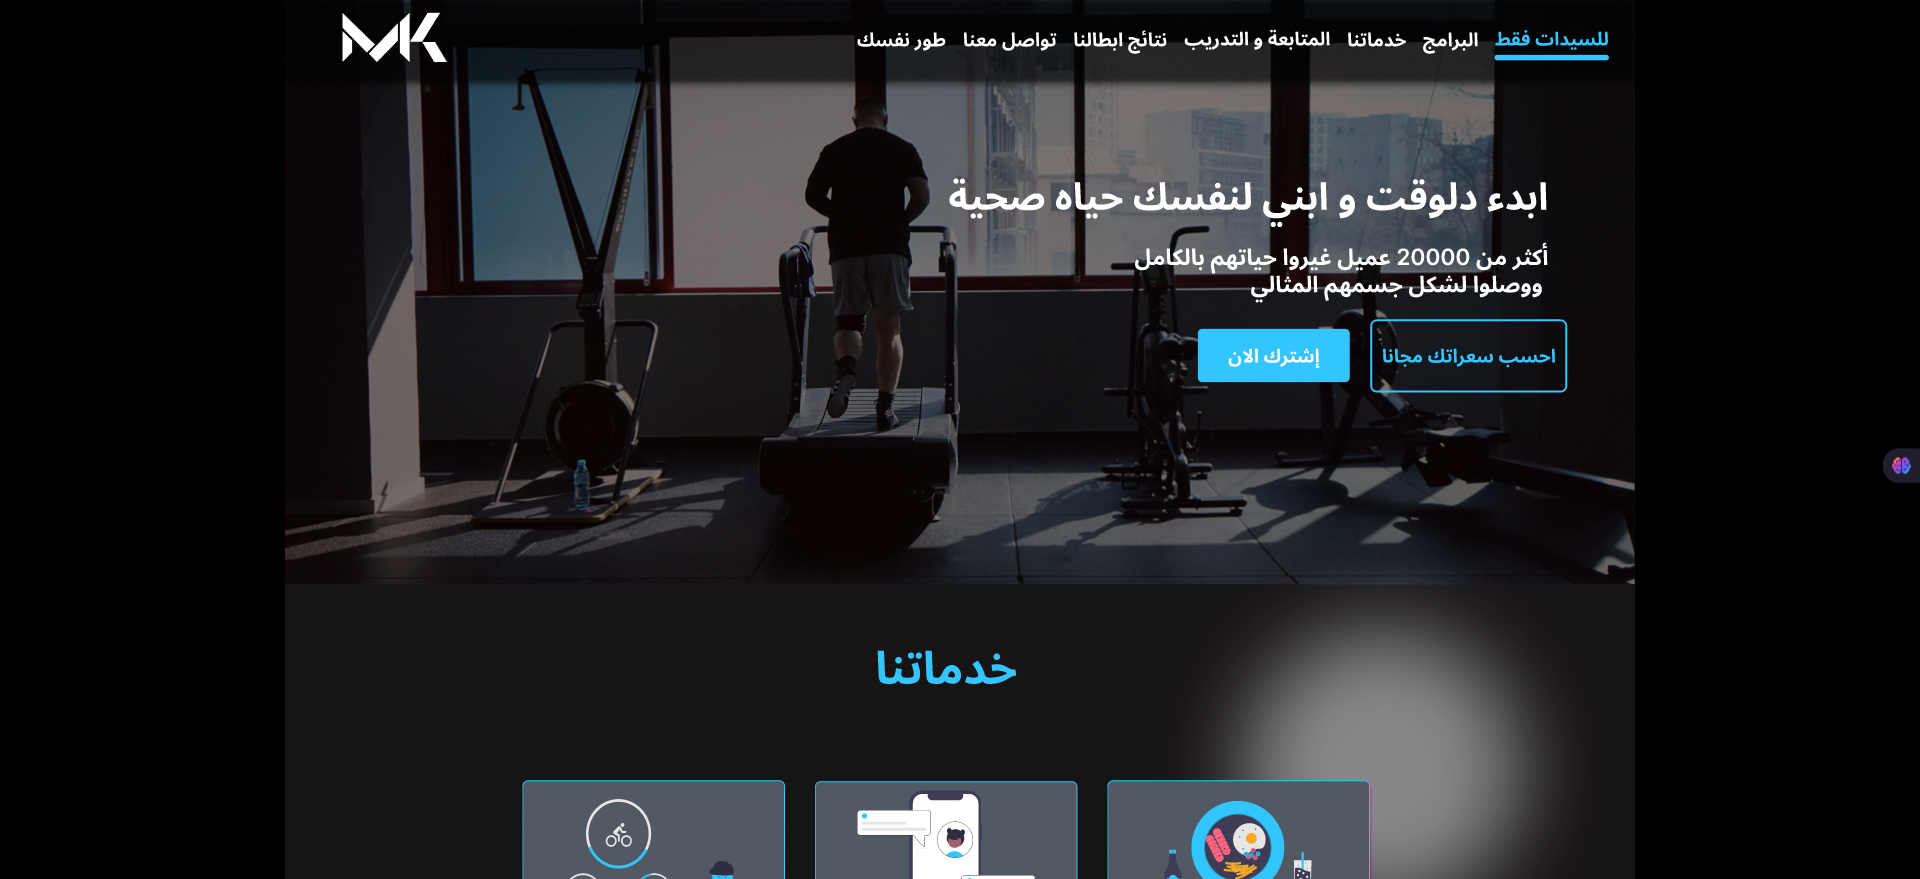 MK
للسيدات فقط
البرامج
خدماتنا
المتابعة و التدريب
نتائج ابطالنا
تواصل معنا
طور نفسك
ابدء دلوقت و ابني لنفسك حياه صحية
أكثر من 20000 عميل غيروا حياتهم بالكامل
ووصلوا لشكل جسمهم المثالي
احسب سعراتك مجانا
إشترك الان
خدماتنا